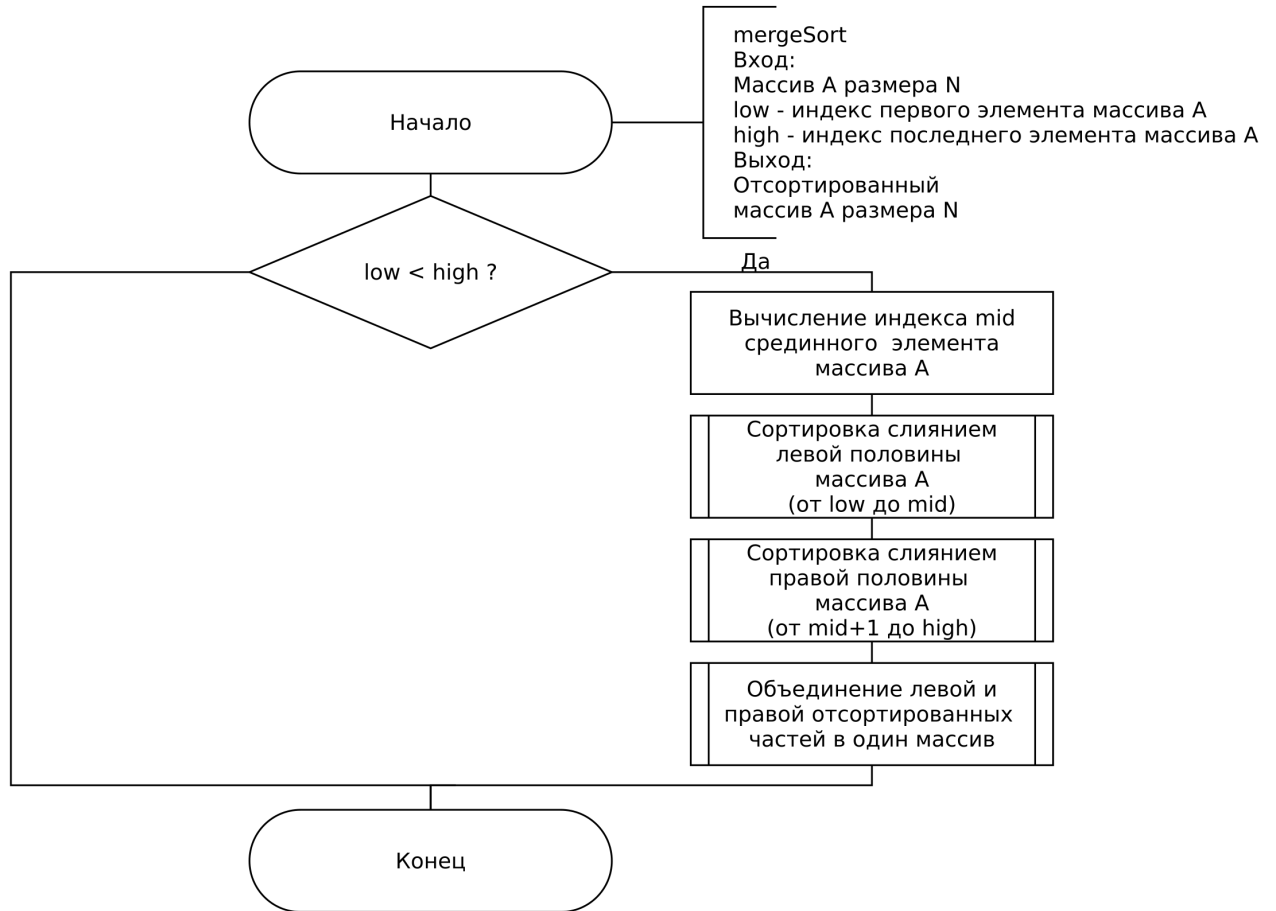 mergeSort
Вход:
Массив A размера N
low - индекс первого элемента массива A
high - индекс последнего элемента массива A
Выход:
Отсортированный
массив A размера N
Начало
low < high ?
Да
Вычисление индекса mid
срединного элемента
массива A
Сортировка слиянием
левой половины
массива A
(от low до mid)
Сортировка слиянием
правой половины
массива A
(от mid+1 до high)
Объединение левой и
правой отсортированных
частей в один массив
Конец